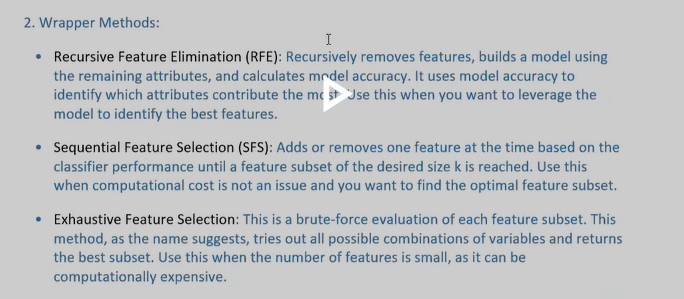 2. Wrapper Methods:
• Recursive Feature Elimination (RFE): Recursively removes features, builds a model using
the remaining attributes, and calculates model accuracy. It uses model accuracy to
identify which attributes contribute the most. Use this when you want to leverage the
model to identify the best features.
• Sequential Feature Selection (SFS): Adds or removes one feature at the time based on the
classifier performance until a feature subset of the desired size k is reached. Use this
when computational cost is not an issue and you want to find the optimal feature subset.
• Exhaustive Feature Selection: This is a brute-force evaluation of each feature subset. This
method, as the name suggests, tries out all possible combinations of variables and returns
the best subset. Use this when the number of features is small, as it can be
computationally expensive.